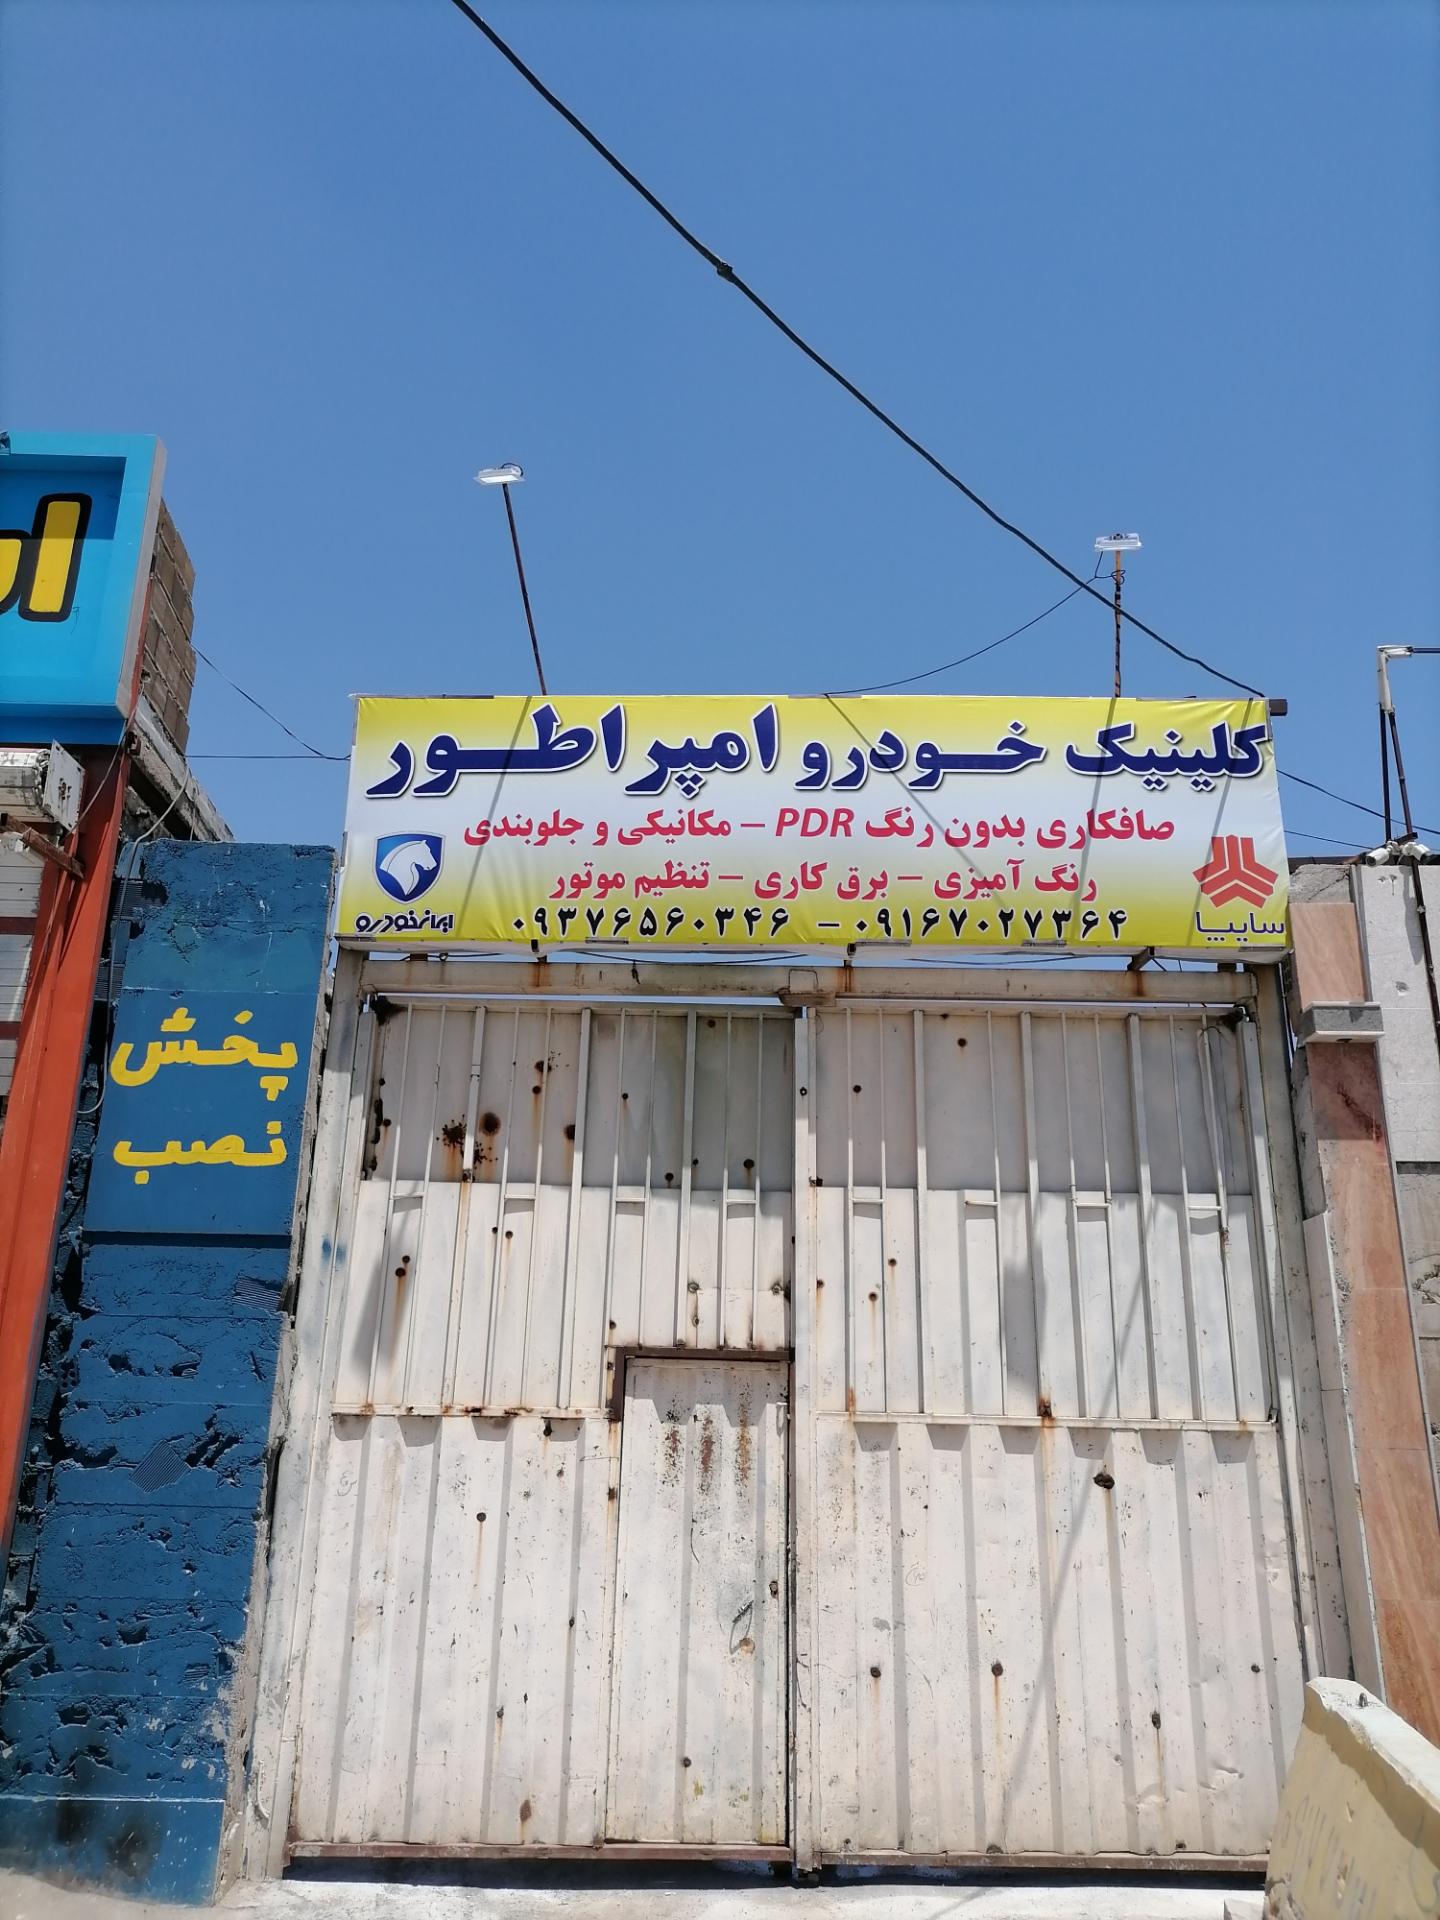 کلینیک خودرو امپراطور
صافکاری بدون رنگ PDR – مکانیکی و جلوبندی
رنگ آمیزی – برق کاری – تنظیم موتور
۰۹۱۶۷۰۲۷۳۶۴ – ۰۹۳۷۶۵۶۰۳۴۶
سایپا
ایران‌خودرو
پخش
نصب